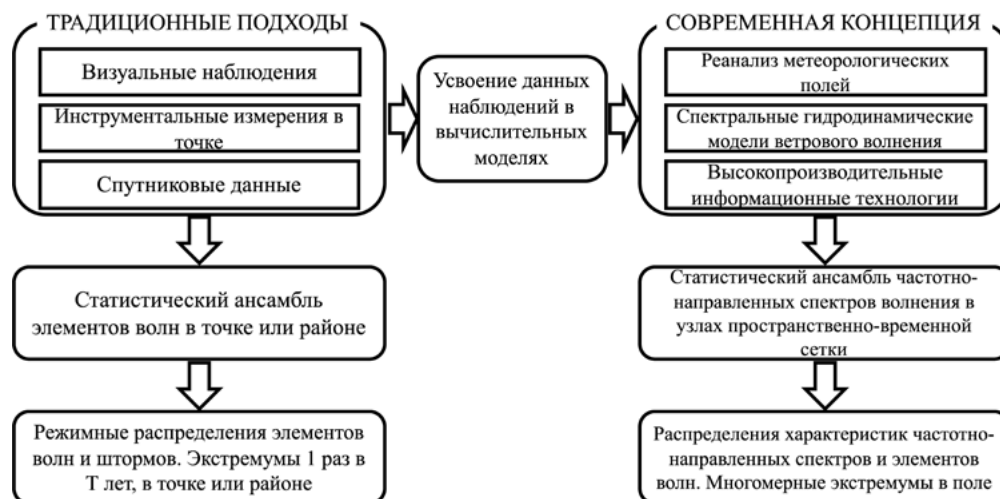 ТРАДИЦИОННЫЕ ПОДХОДЫ
Визуальные наблюдения
Инструментальные измерения в
точке
Спутниковые данные
Усвоение данных
наблюдений в
вычислительных
моделях
СОВРЕМЕННАЯ КОНЦЕПЦИЯ
Реанализ метеорологических
полей
Спектральные гидродинамические
модели ветрового волнения
Высокопроизводительные
информационные технологии
Статистический ансамбль
элементов волн в точке или районе
Статистический ансамбль частотно-
направленных спектров волнения в
узлах пространственно-временной
сетки
Режимные распределения элементов
волн и штормов. Экстремумы 1 раз в
Т лет, в точке или районе
Распределения характеристик частотно-
направленных спектров и элементов
волн. Многомерные экстремумы в поле